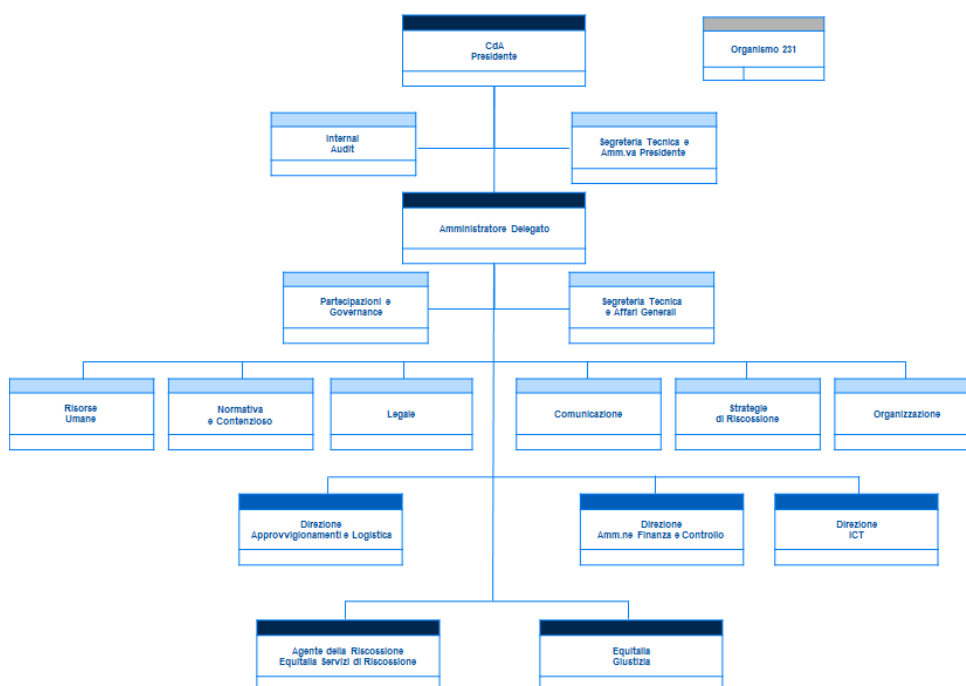 CdA
Presidente
Organismo 231
Internal
Audit
Segreteria Tecnica e
Amm.va Presidente
Amministratore Delegato
Partecipazioni e
Governance
Segreteria Tecnica
e Affari Generali
Risorse
Umane
Normativa
e Contenzioso
Legale
Comunicazione
Strategie
di Riscossione
Organizzazione
Direzione
Approvvigionamenti e Logistica
Direzione
Amm.ne Finanza e Controllo
Direzione
ICT
Agente della Riscossione
Equitalia Servizi di Riscossione
Equitalia
Giustizia